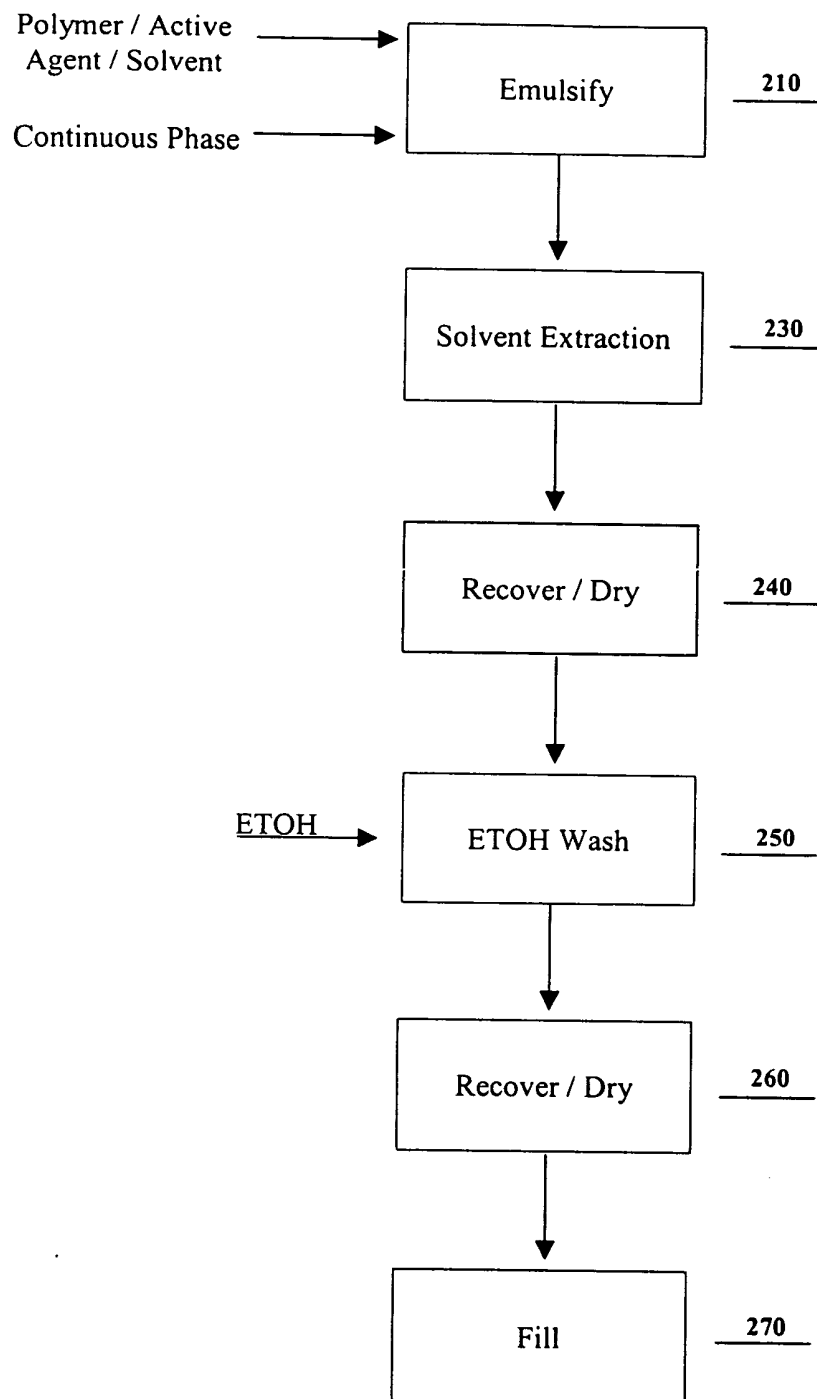 Polymer / Active
Agent / Solvent
Continuous Phase
Emulsify
210
Solvent Extraction
230
Recover / Dry
240
ETOH
ETOH Wash
250
Recover / Dry
260
Fill
270